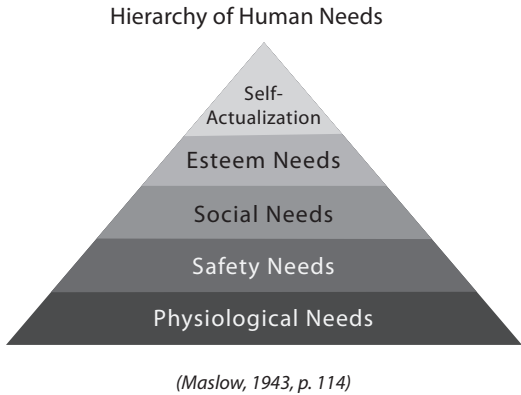 Hierarchy of Human Needs
Self-
Actualization
Esteem Needs
Social Needs
Safety Needs
Physiological Needs
(Maslow, 1943, p. 114)